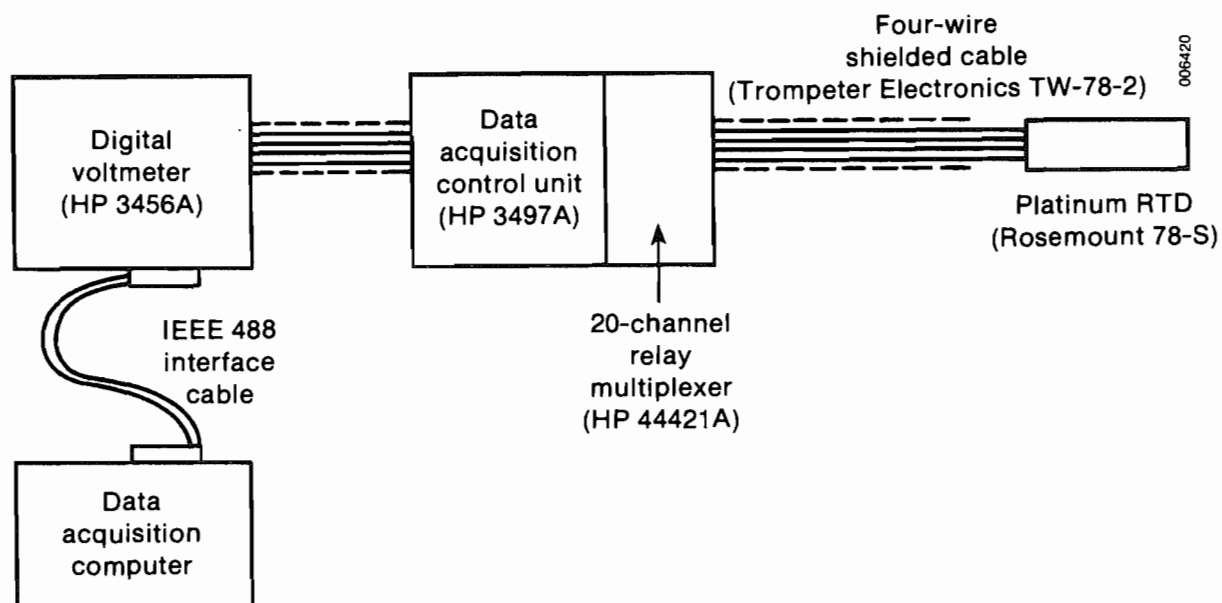 Four-wire
shielded cable
(Trompeter Electronics TW-78-2)
006420
Digital
voltmeter
(HP 3456A)
Data
acquisition
control unit
(HP 3497A)
Platinum RTD
(Rosemount 78-S)
IEEE 488
interface
cable
20-channel
relay
multiplexer
(HP 44421A)
Data
acquisition
computer